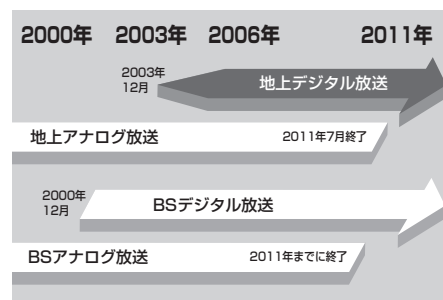 2000年 2003年 2006年 2011年
2003年
12月
地上デジタル放送
地上アナログ放送 2011年7月終了
2000年
12月
BSデジタル放送
BSアナログ放送 2011年までに終了